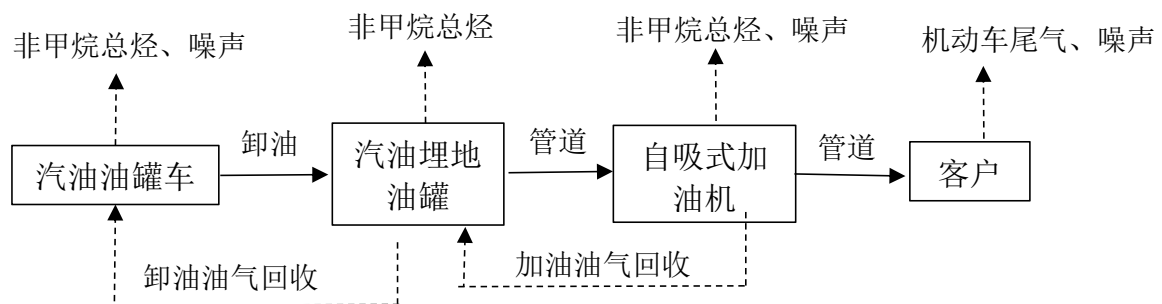 非甲烷总烃、噪声
非甲烷总烃
非甲烷总烃、噪声
机动车尾气、噪声
汽油油罐车
卸油
汽油埋地
油罐
管道
自吸式加
油机
管道
客户
卸油油气回收
加油油气回收